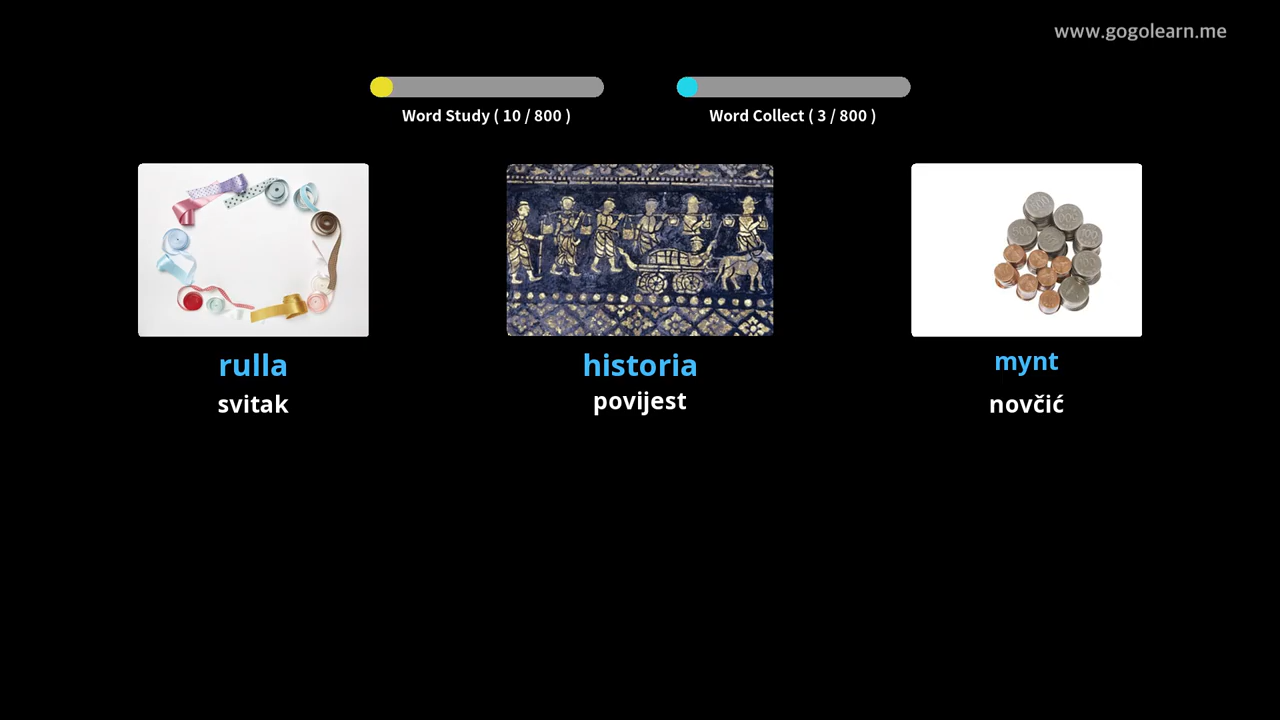 www.gogolearn.me
Word Study ( 10 / 800 )
Word Collect ( 3 / 800 )
rulla
svitak
historia
povijest
mynt
novčić